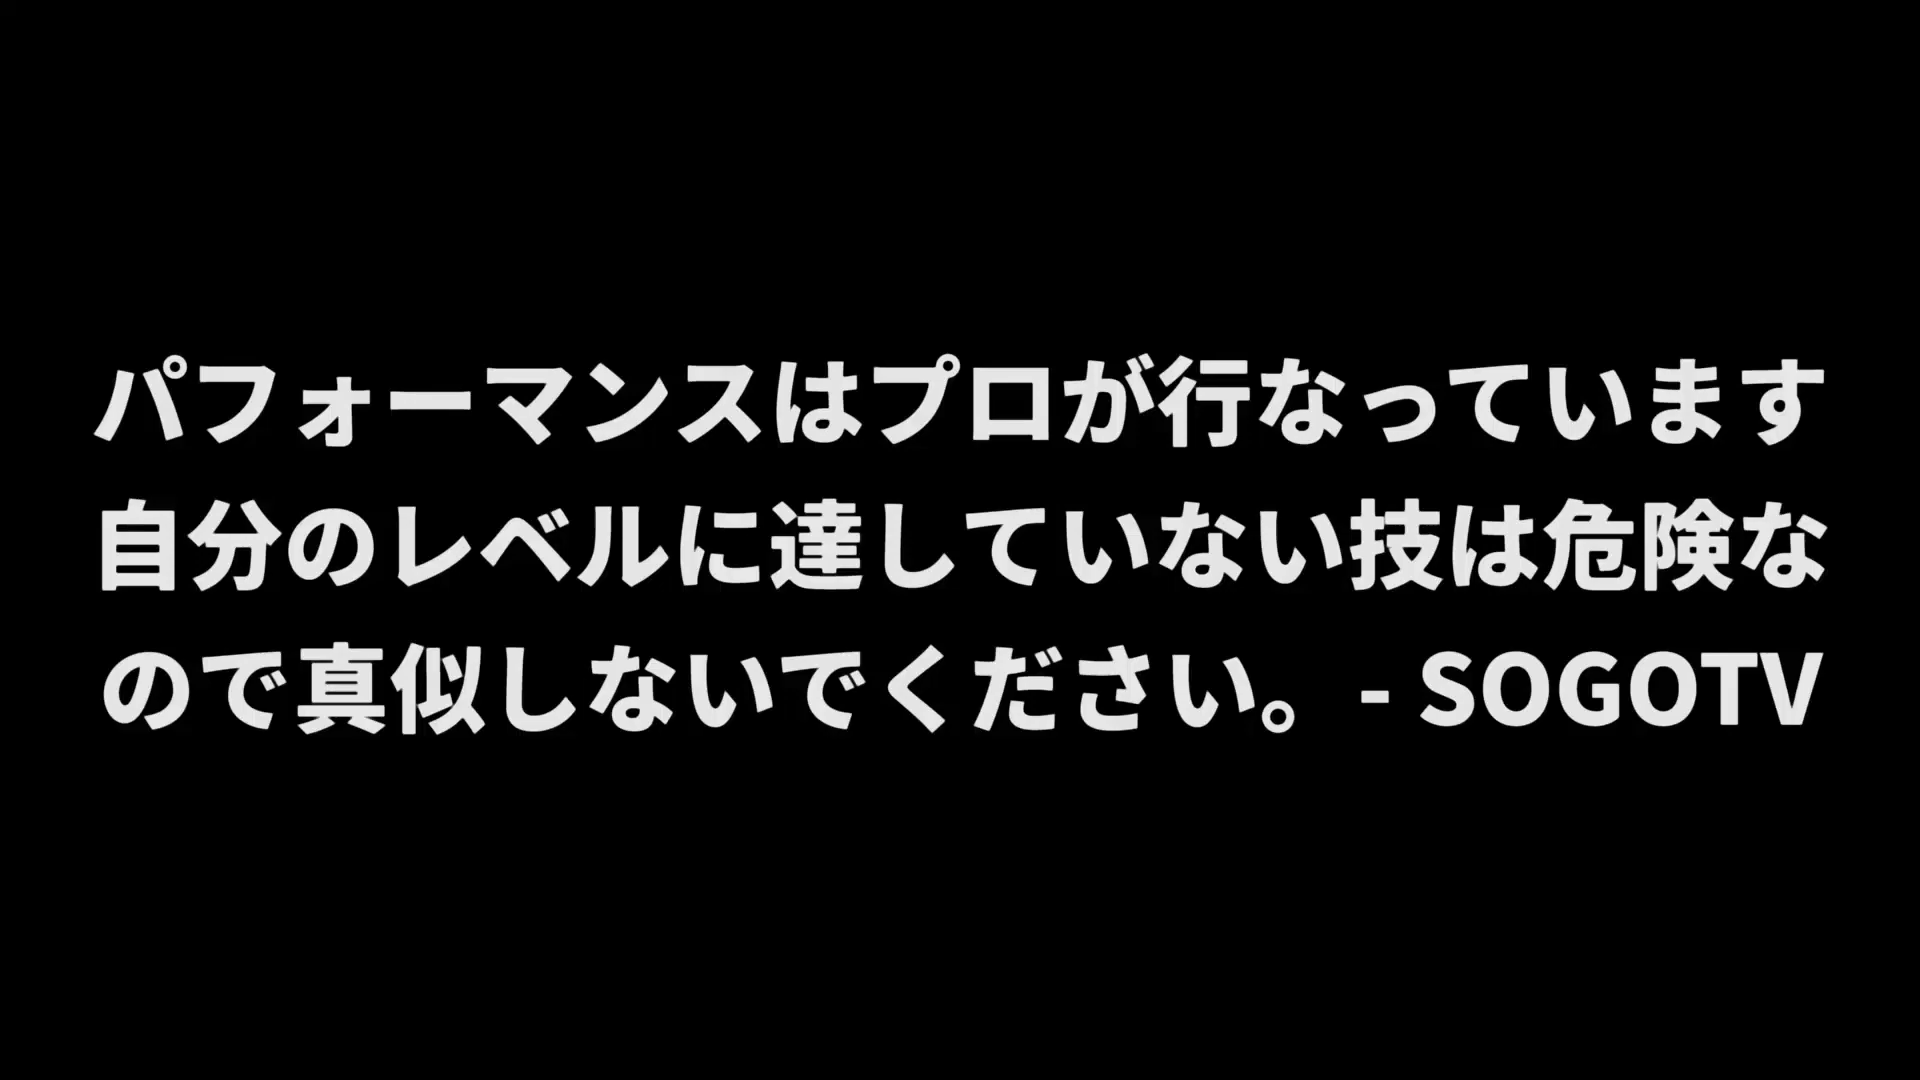 パフォーマンスはプロが行なっています
自分のレベルに達していない技は危険な
ので真似しないでください。- SOGOTV